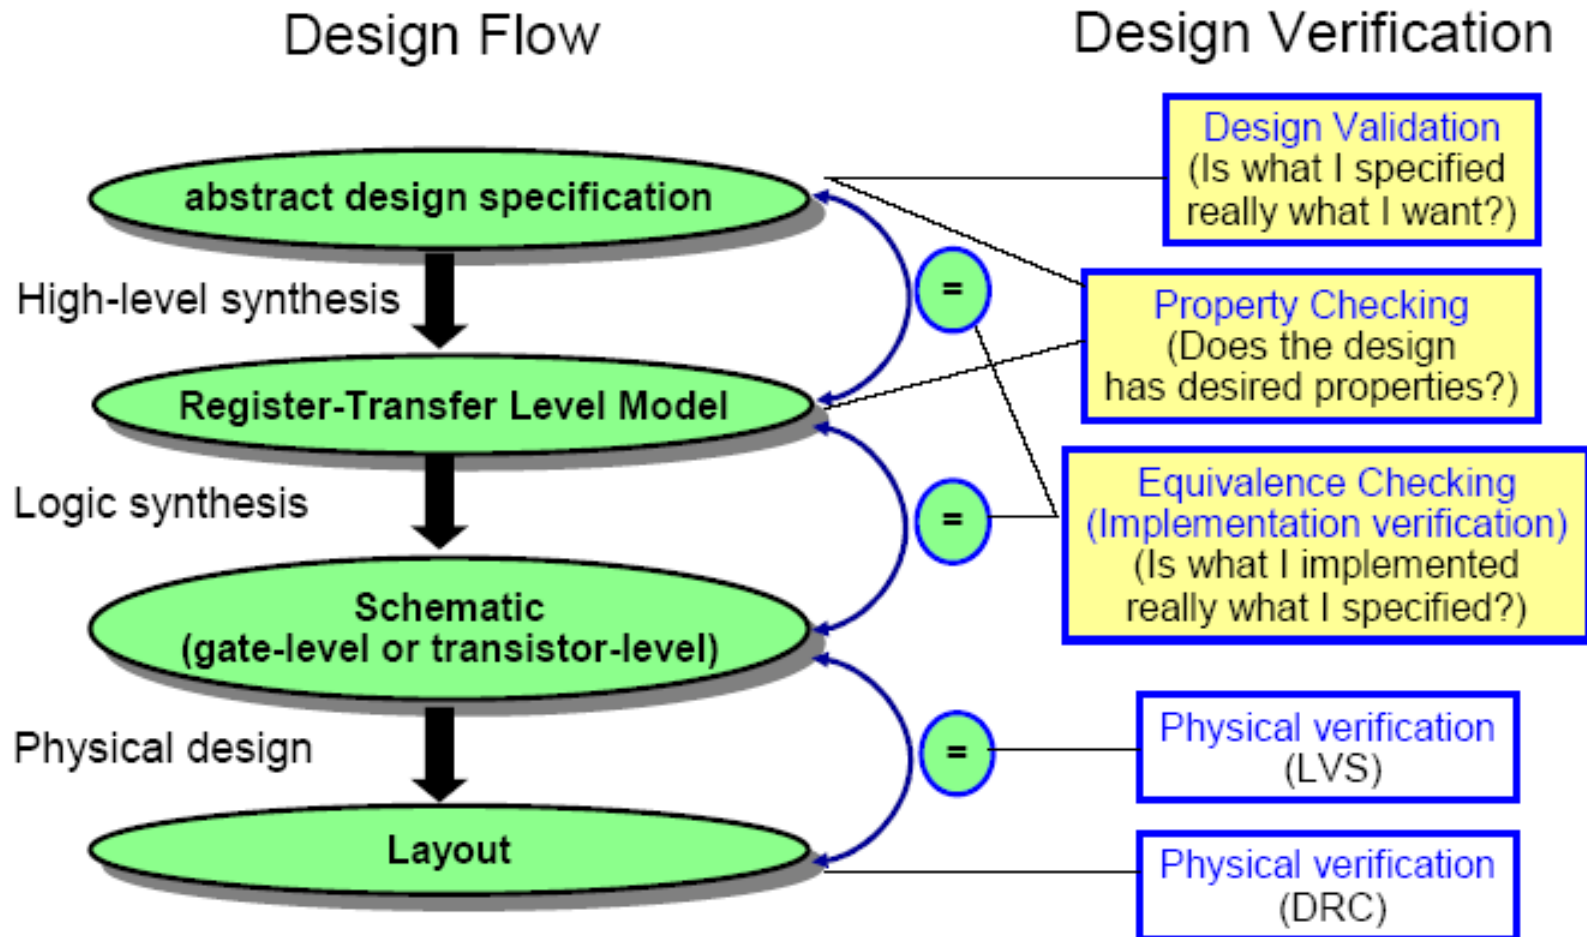 Design Flow
Design Verification
abstract design specification
High-level synthesis
Register-Transfer Level Model
Logic synthesis
Schematic
(gate-level or transistor-level)
Physical design
Layout
=
=
=
Design Validation
(Is what I specified
really what I want?)
Property Checking
(Does the design
has desired properties?)
Equivalence Checking
(Implementation verification)
(Is what I implemented
really what I specified?)
Physical verification
(LVS)
Physical verification
(DRC)